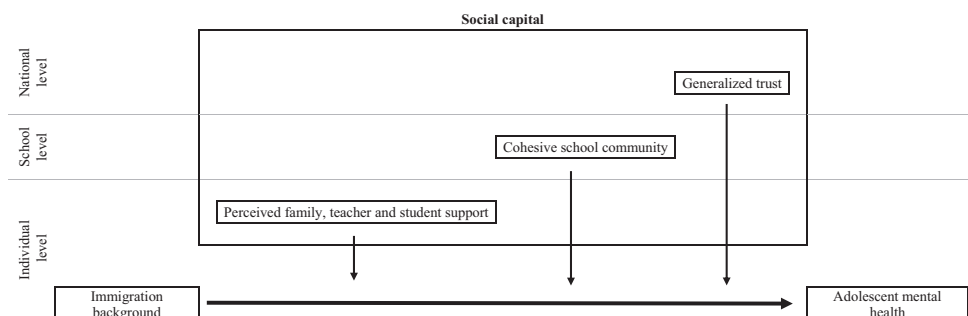 Social capital
National
level
Generalized trust
School
level
Cohesive school community
Individual
level
Perceived family, teacher and student support
Immigration
background
Adolescent mental
health